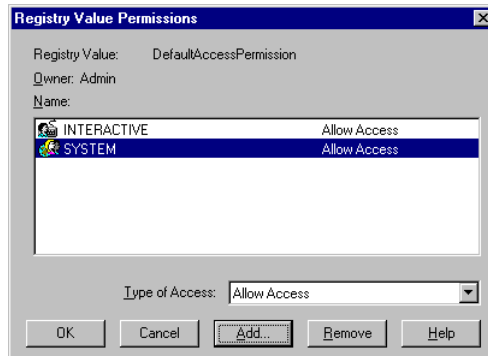 Registry Value Permissions
Registry Value: DefaultAccessPermission
Owner: Admin
Name:
INTERACTIVE Allow Access
SYSTEM Allow Access
Type of Access: Allow Access
OK Cancel Add... Remove Help